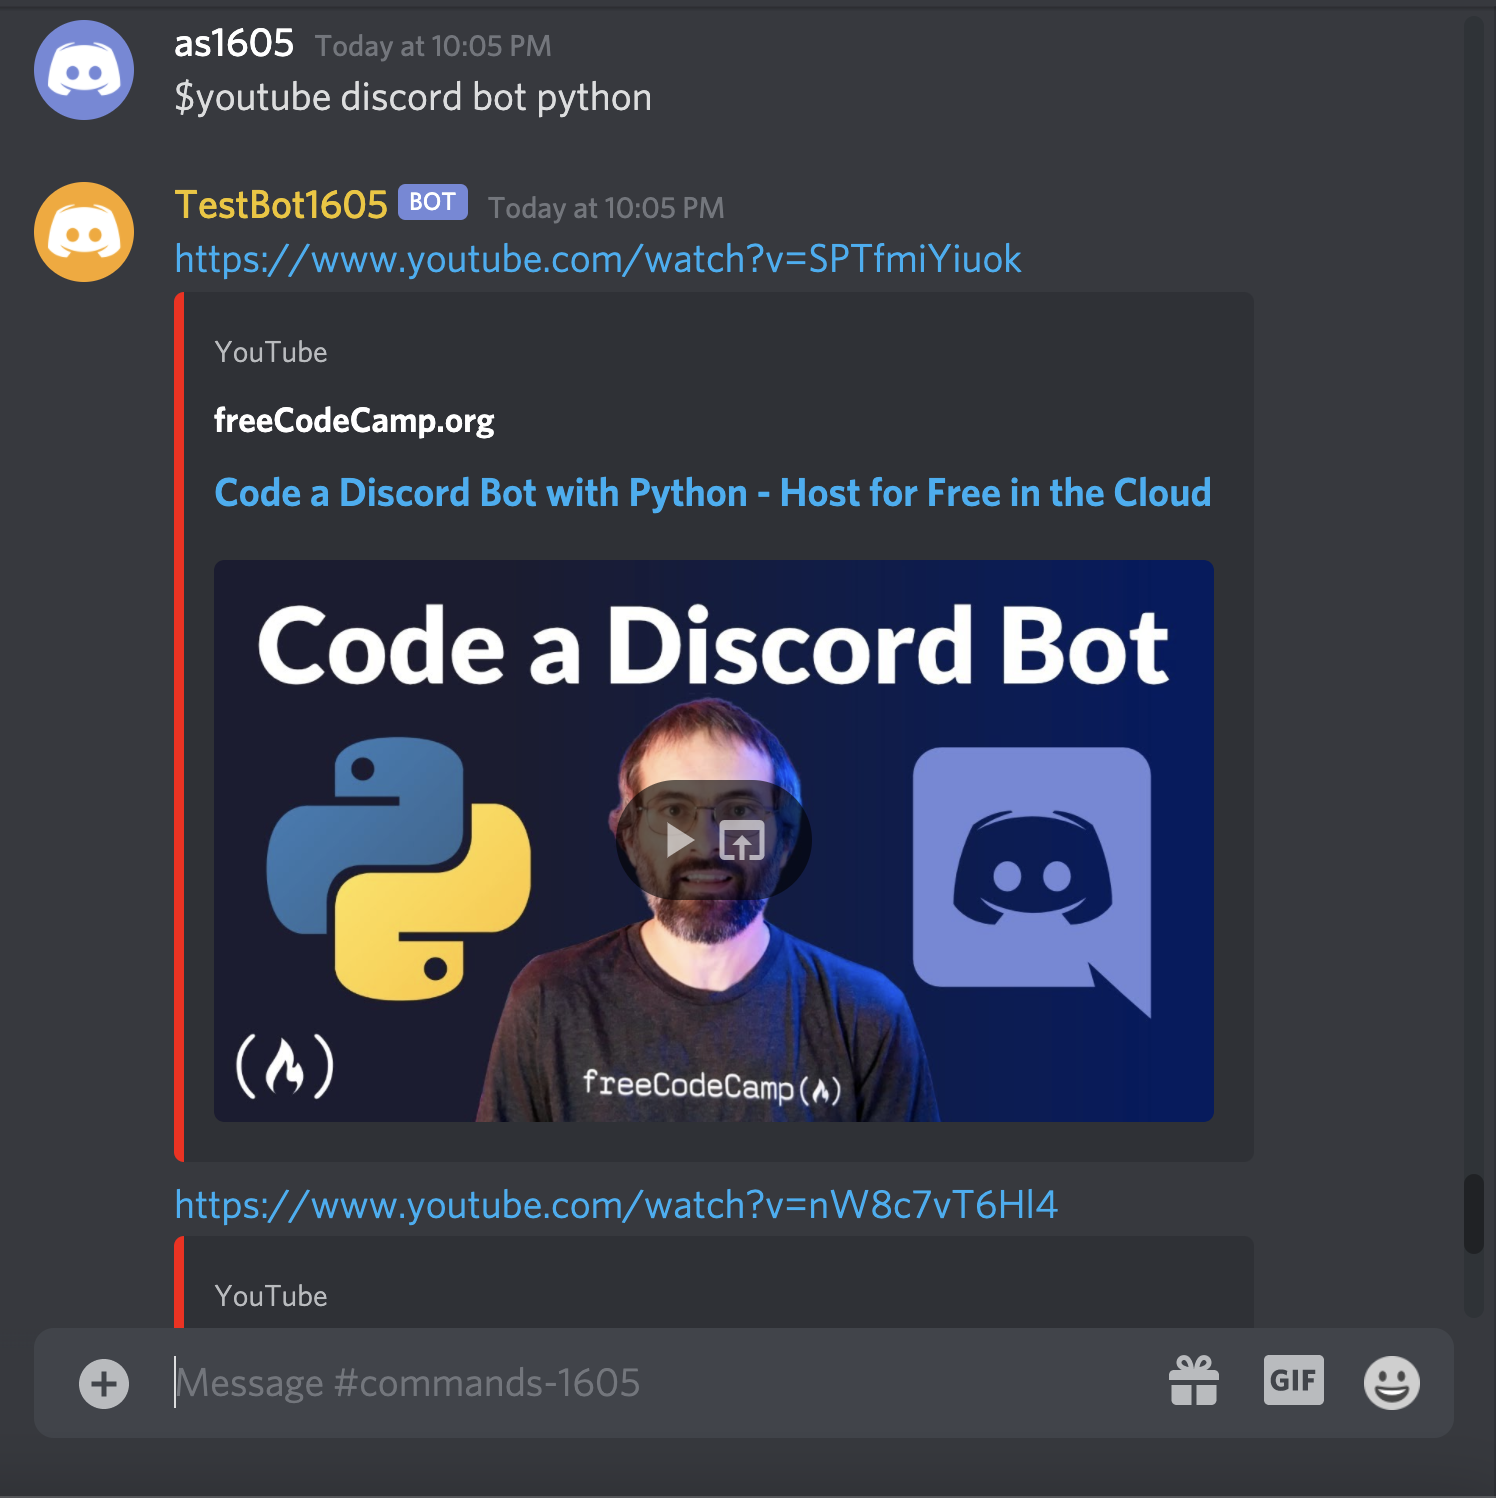 as1605 Today at 10:05 PM
$youtube discord bot python
TestBot1605 BOT Today at 10:05 PM
https://www.youtube.com/watch?v=SPTfmiYiuok
YouTube
freeCodeCamp.org
Code a Discord Bot with Python - Host for Free in the Cloud
Code a Discord Bot
freeCodeCamp(🔥)
https://www.youtube.com/watch?v=nW8c7vT6Hl4
YouTube
Message #commands-1605
GIF